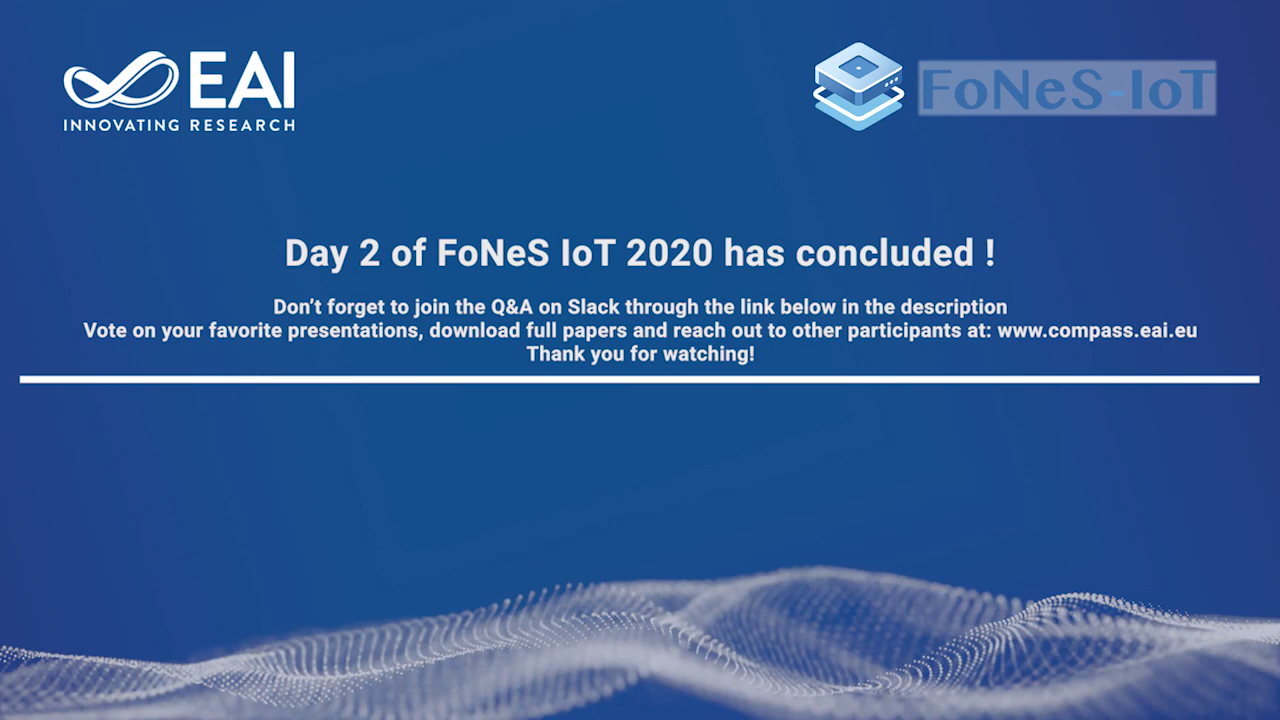 EAI
INNOVATING RESEARCH
FoNeS-IoT
Day 2 of FoNeS IoT 2020 has concluded !
Don’t forget to join the Q&A on Slack through the link below in the description
Vote on your favorite presentations, download full papers and reach out to other participants at: www.compass.eai.eu
Thank you for watching!